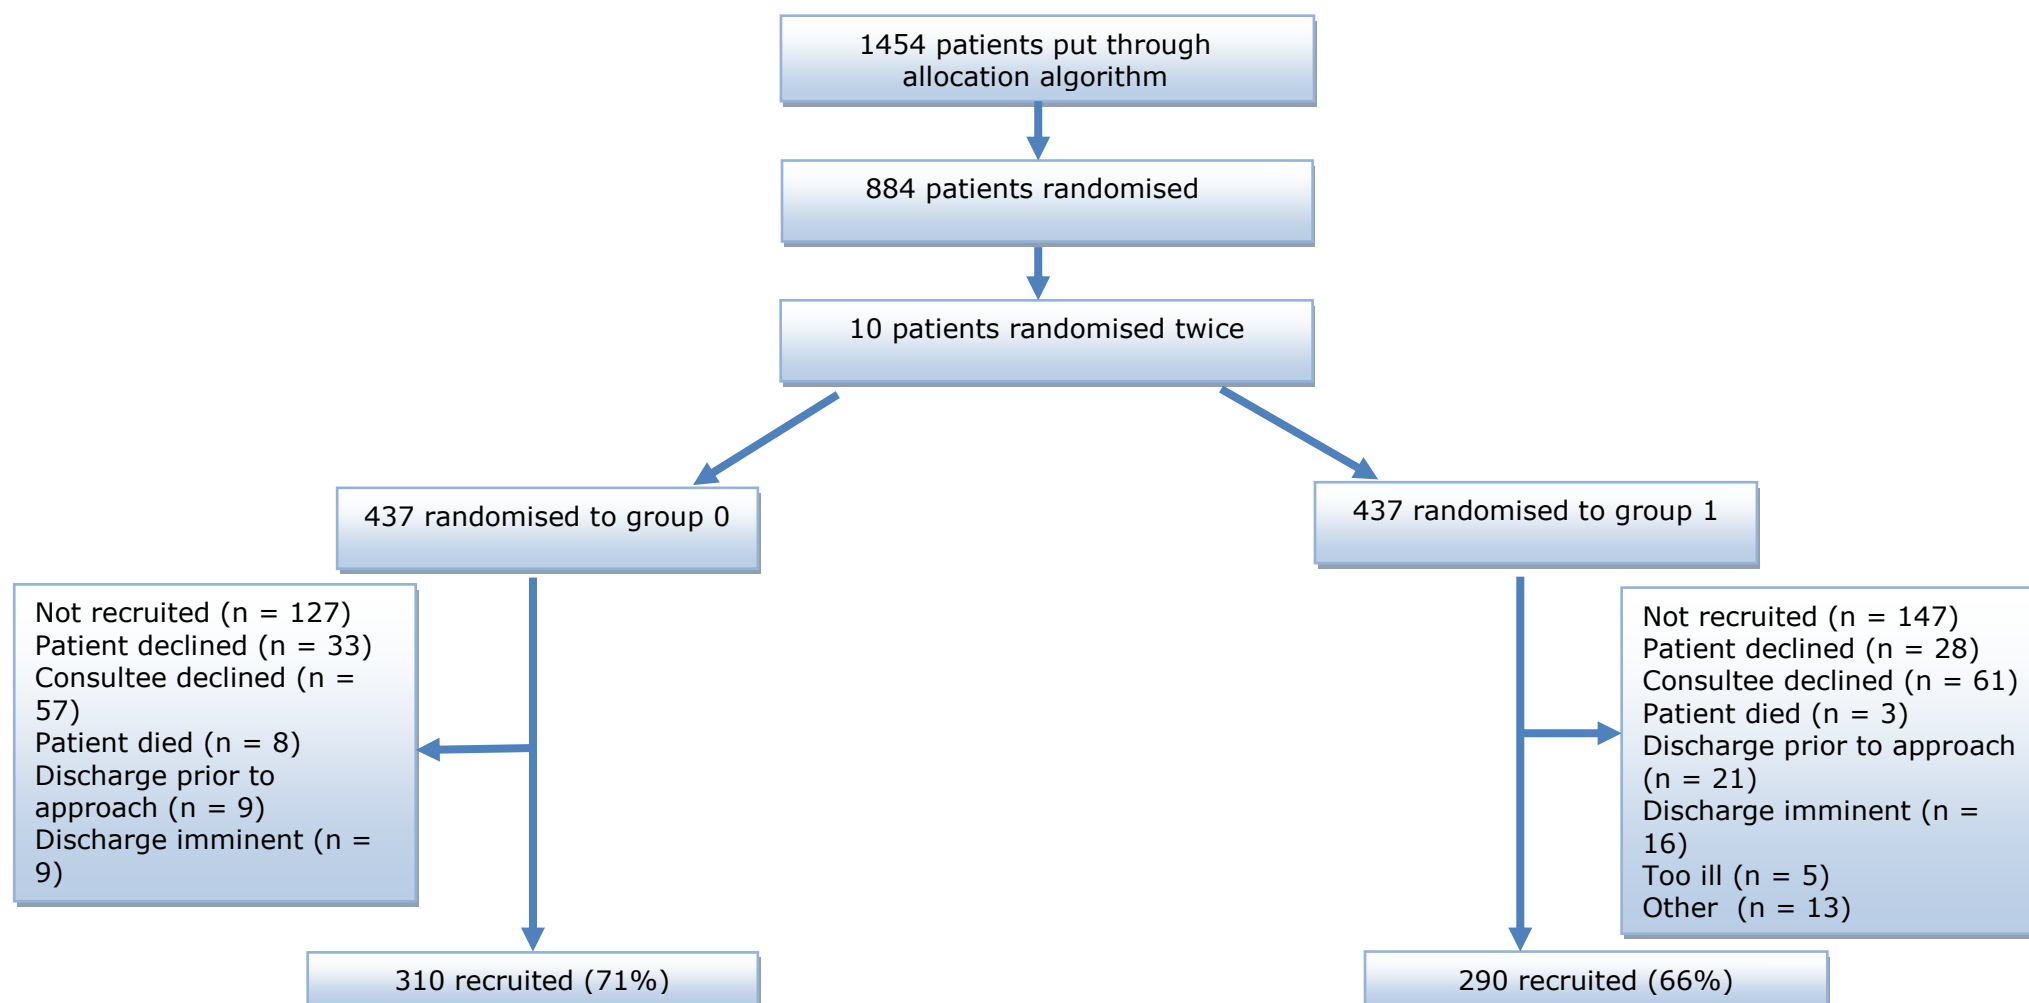 1454 patients put through
allocation algorithm
884 patients randomised
10 patients randomised twice
437 randomised to group 0
437 randomised to group 1
Not recruited (n = 127)
Patient declined (n = 33)
Consultee declined (n =
57)
Patient died (n = 8)
Discharge prior to
approach (n = 9)
Discharge imminent (n =
9)
Not recruited (n = 147)
Patient declined (n = 28)
Consultee declined (n = 61)
Patient died (n = 3)
Discharge prior to approach
(n = 21)
Discharge imminent (n =
16)
Too ill (n = 5)
Other (n = 13)
310 recruited (71%)
290 recruited (66%)